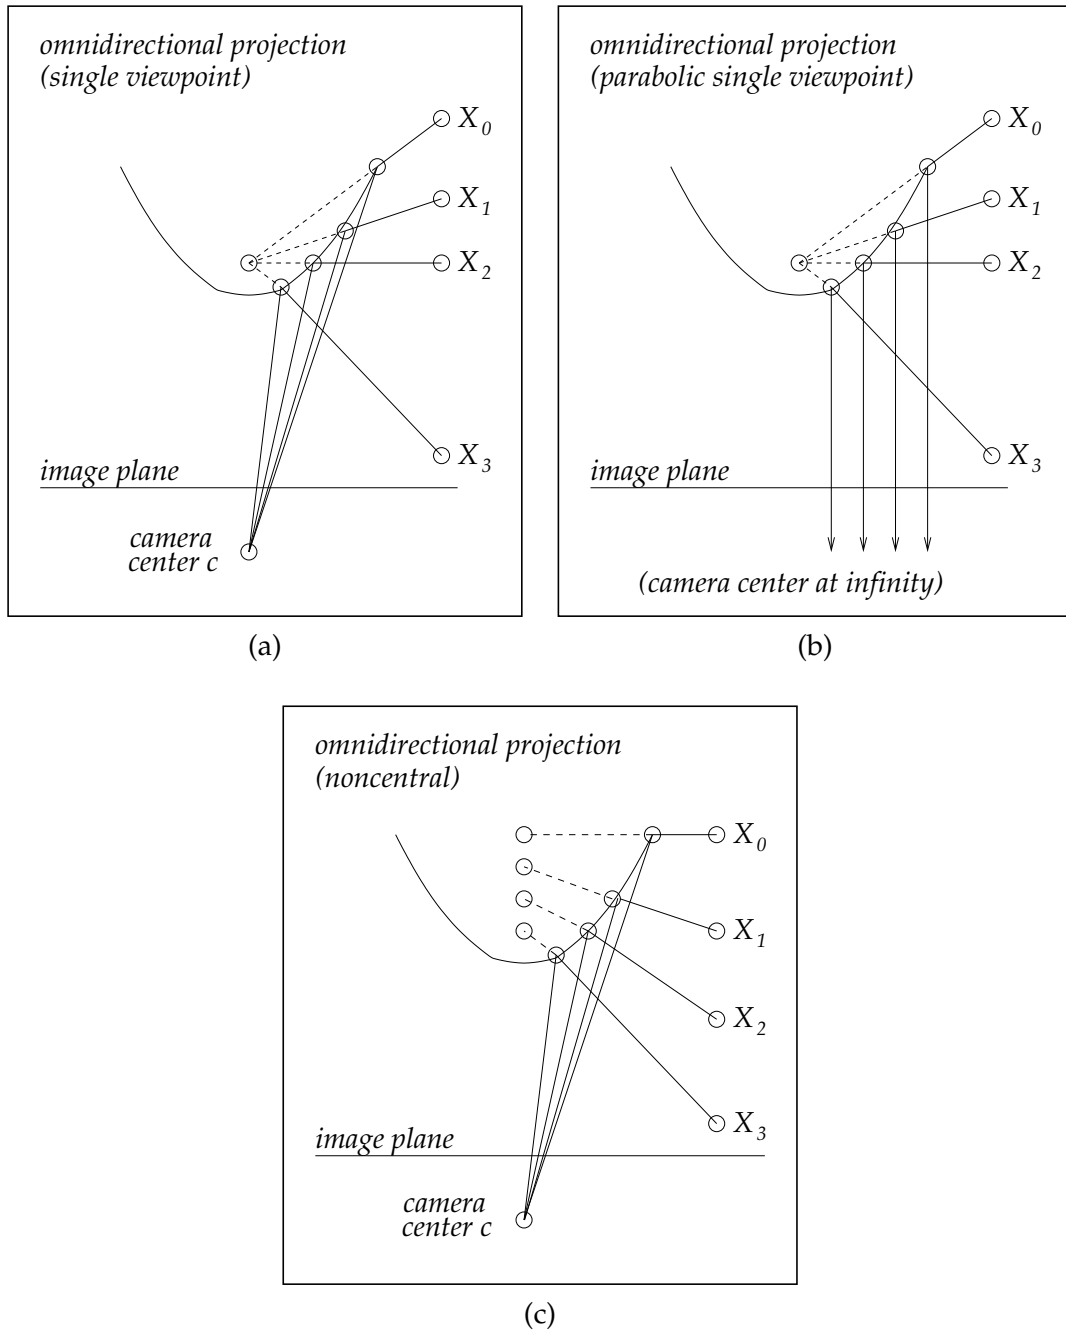 omnidirectional projection
(single viewpoint)
X0
X1
X2
X3
image plane
camera
center c
(a)
omnidirectional projection
(parabolic single viewpoint)
X0
X1
X2
X3
image plane
(camera center at infinity)
(b)
omnidirectional projection
(noncentral)
X0
X1
X2
X3
image plane
camera
center c
(c)